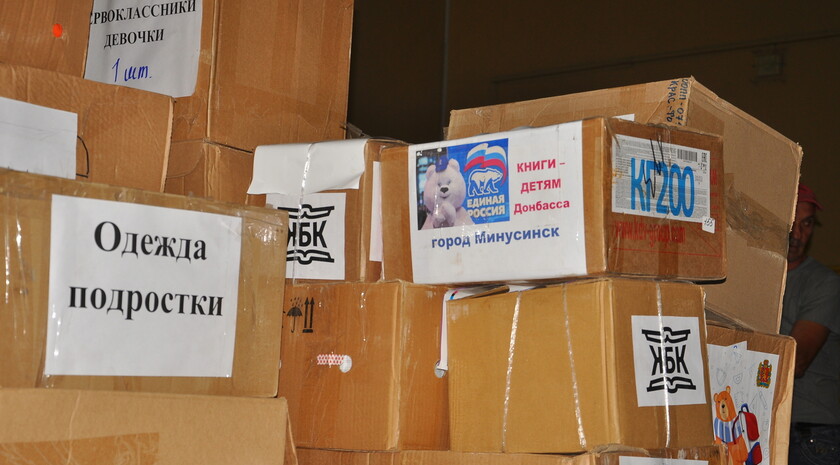 ЕРВОКЛАССНИКИ
ДЕВОЧКИ
1 шт.
Одежда
подростки
ЖБК
ЕДИНАЯ
РОССИЯ
КНИГИ –
ДЕТЯМ
Донбасса
город Минусинск
КГ200
ЖБК